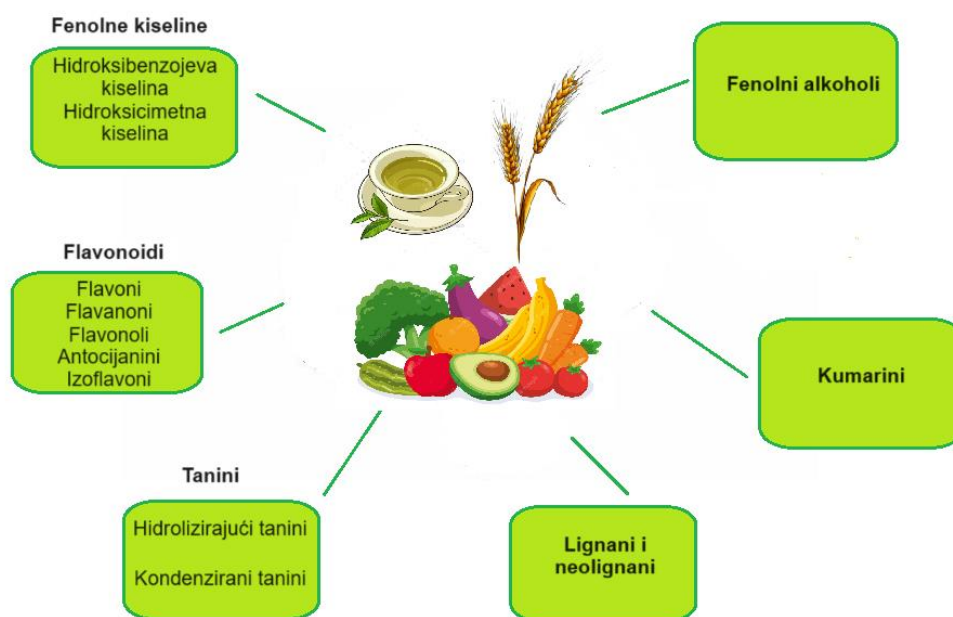 Fenolne kiseline
Hidroksibenzojeva
kiselina
Hidroksicimetna
kiselina
Fenolni alkoholi
Flavonoidi
Flavoni
Flavanoni
Flavonoli
Antocijanini
Izoflavoni
Kumarini
Tanini
Hidrolizirajući tanini
Kondenzirani tanini
Lignani i
neolignani